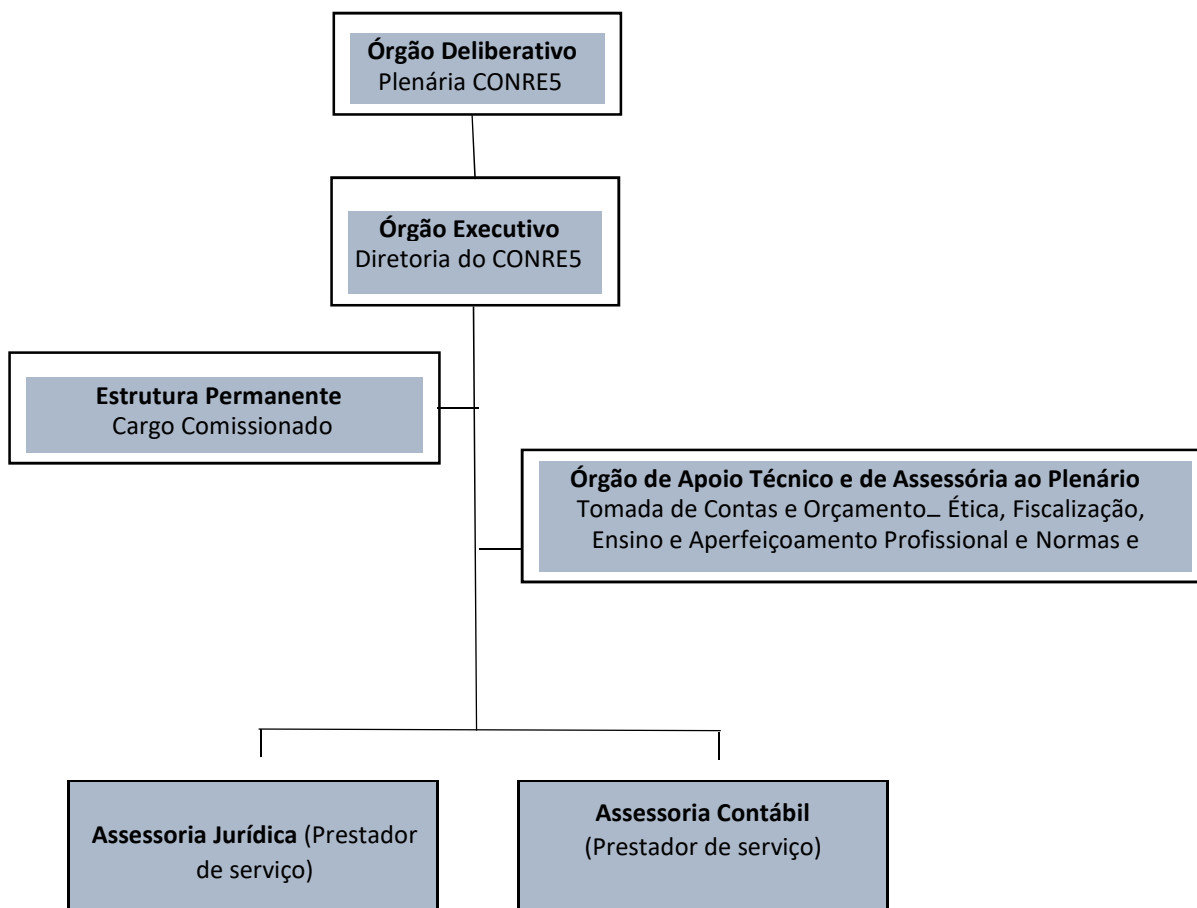 Órgão Deliberativo
Plenária CONRE5
Órgão Executivo
Diretoria do CONRE5
Estrutura Permanente
Cargo Comissionado
Órgão de Apoio Técnico e de Assessória ao Plenário
Tomada de Contas e Orçamento_ Ética, Fiscalização,
Ensino e Aperfeiçoamento Profissional e Normas e
Assessoria Jurídica (Prestador
de serviço)
Assessoria Contábil
(Prestador de serviço)